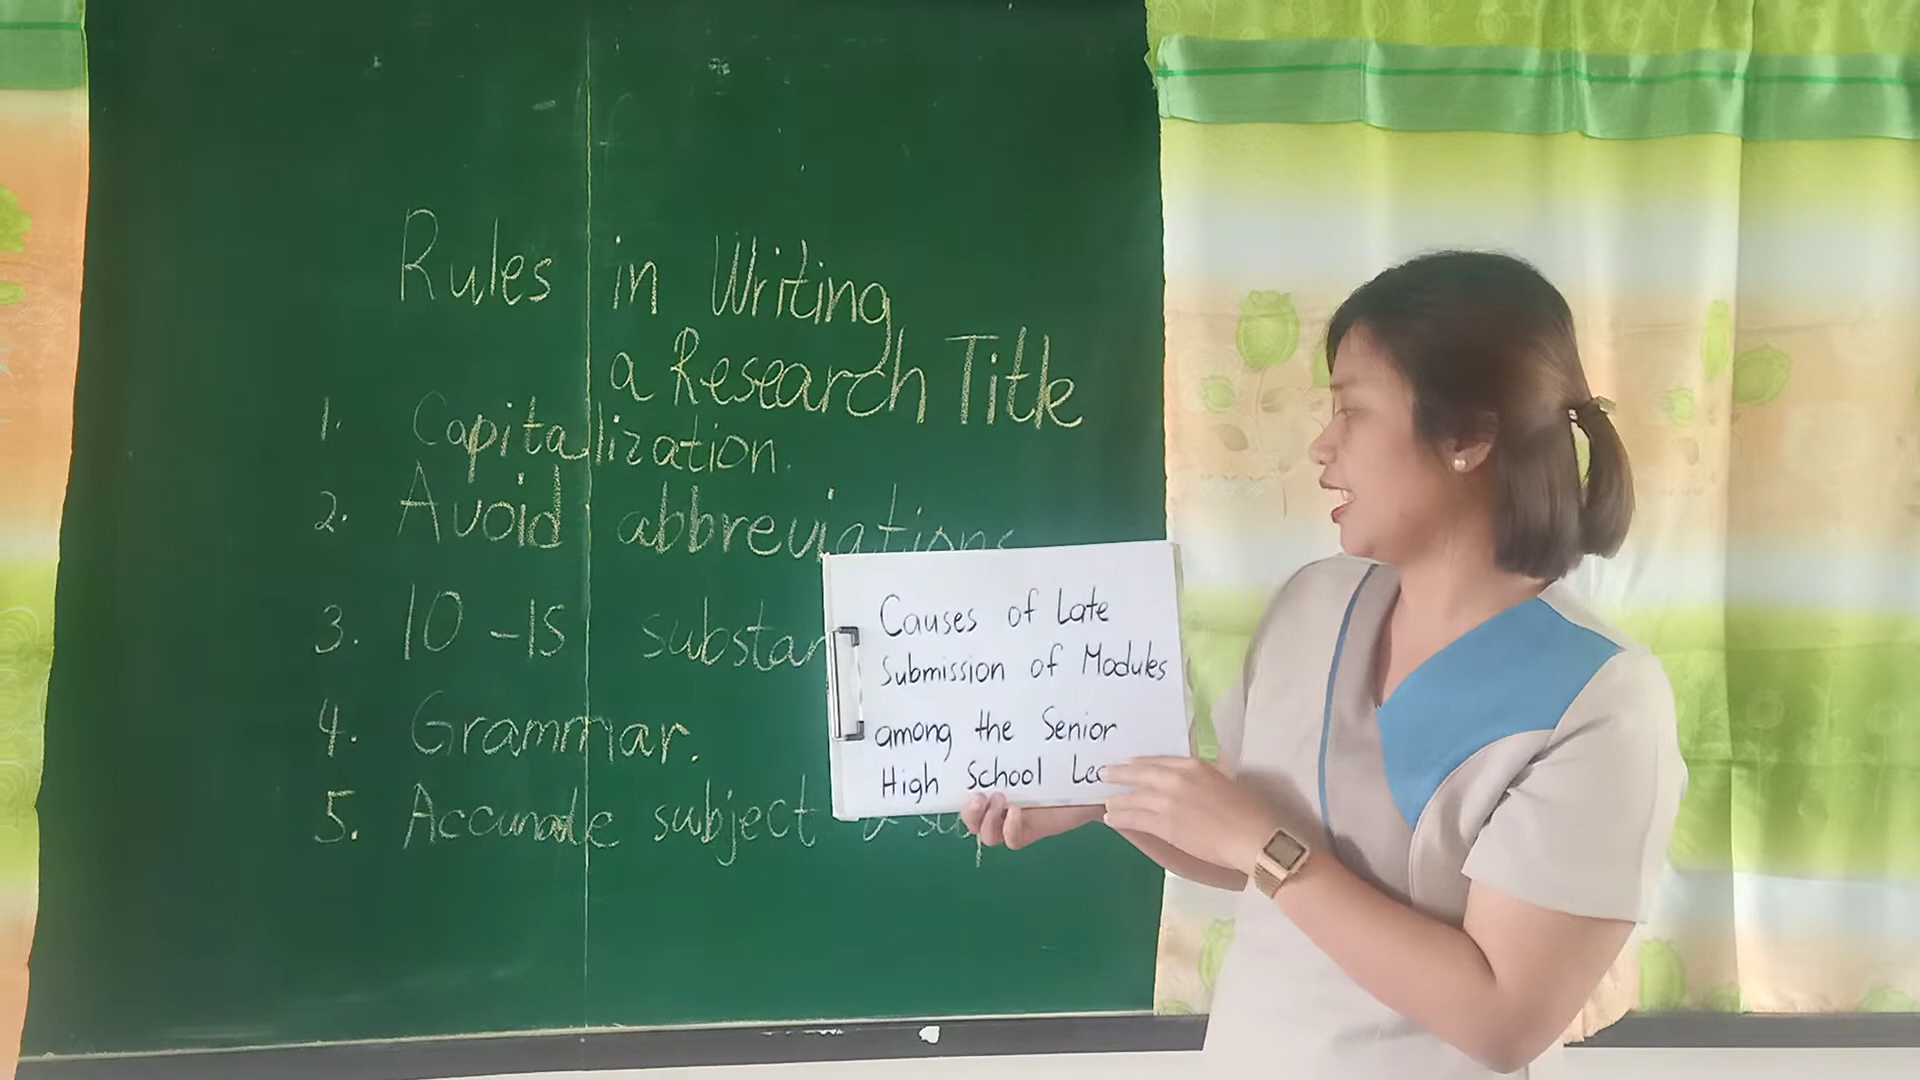 Rules in Writing
a Research Title
1. Capitalization.
2. Avoid abbreviations
3. 10-15
4. Grammar.
5. Accurate subject &
Causes of Late
Submission of Modules
among the Senior
High School